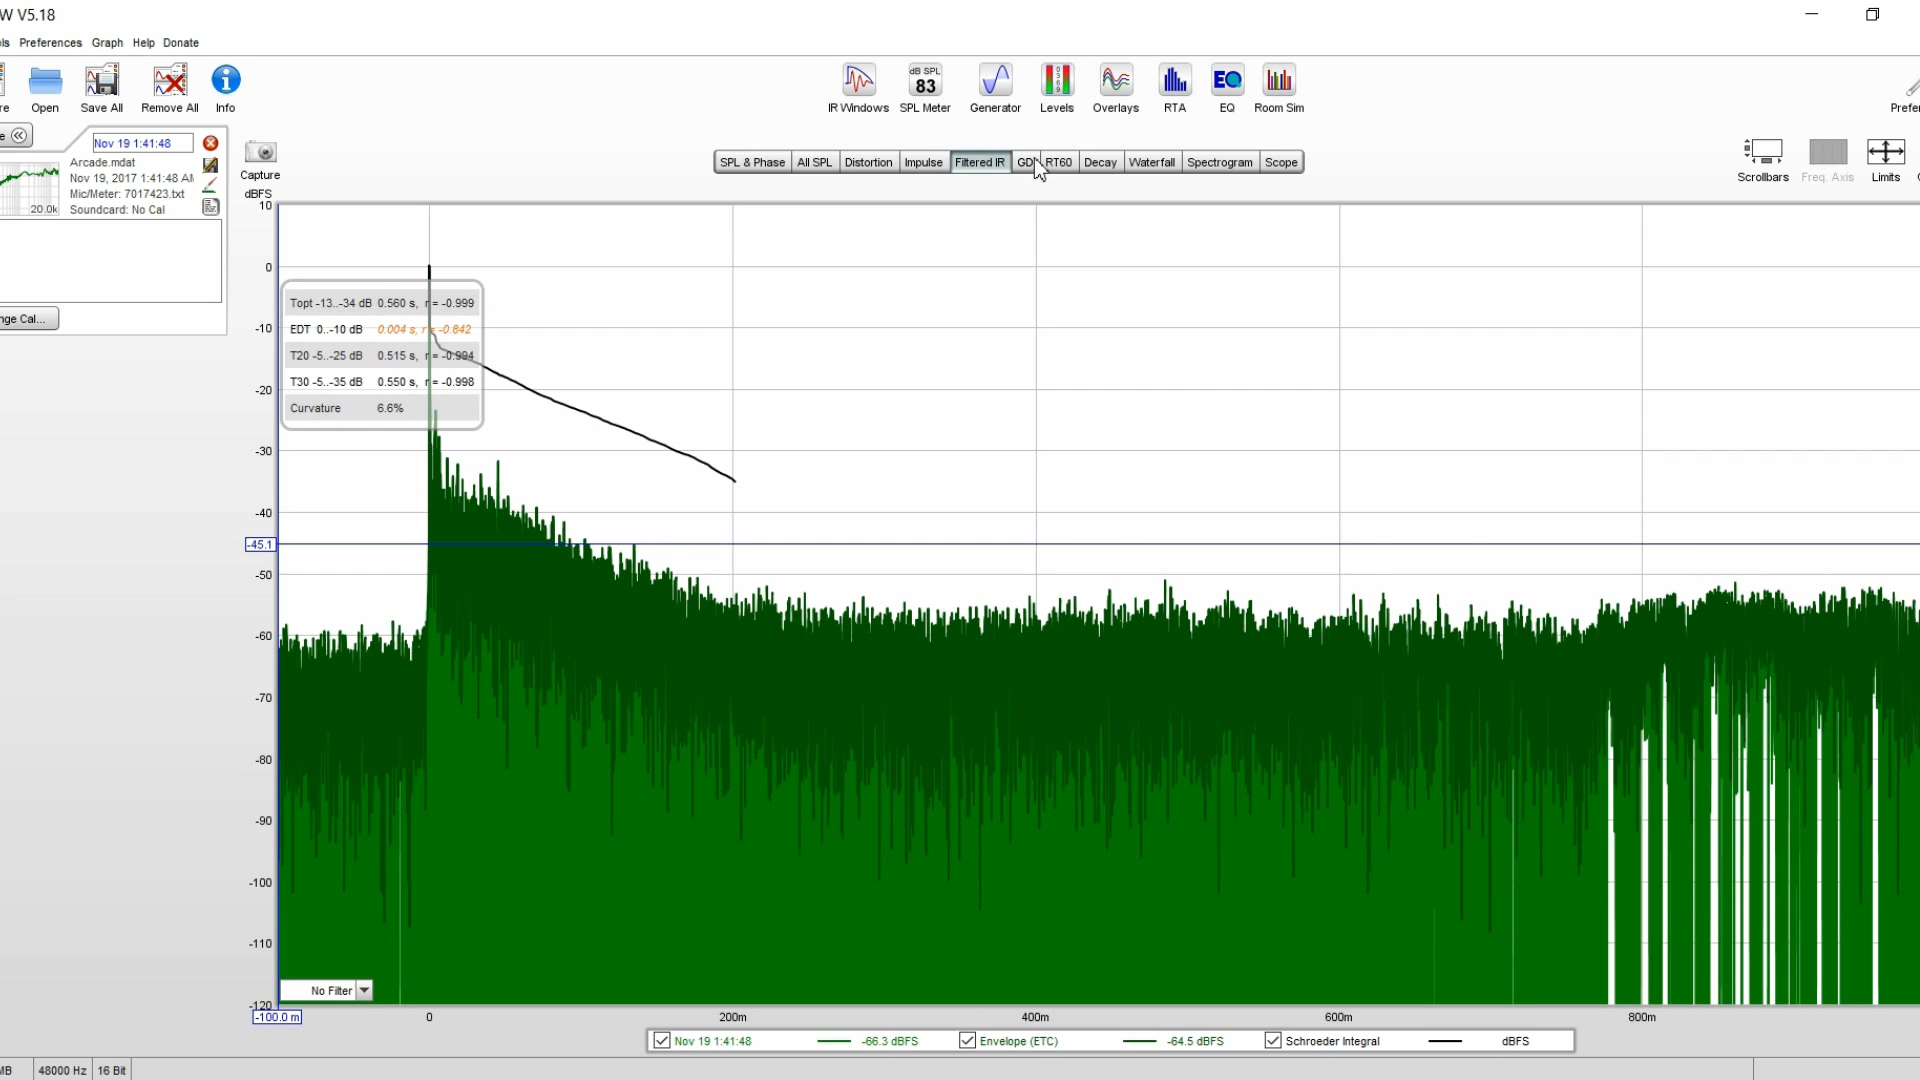 W V5.18
ls Preferences Graph Help Donate
dB SPL
83
EQ
re Open Save All Remove All Info
IR Windows SPL Meter Generator Levels Overlays RTA EQ Room Sim
Prefer
e
Nov 19 1:41:48
Arcade.mdat
Nov 19, 2017 1:41:48 AM
Mic/Meter: 7017423.txt
20.0k
Soundcard: No Cal
nge Cal...
Capture
SPL & Phase All SPL Distortion Impulse Filtered IR GD RT60 Decay Waterfall Spectrogram Scope
Scrollbars Freq. Axis Limits
dBFS
10
0
Topt -13..-34 dB 0.560 s, r = -0.999
EDT 0..-10 dB 0.004 s, r = -0.842
T20 -5..-25 dB 0.515 s, r = -0.994
T30 -5..-35 dB 0.550 s, r = -0.998
Curvature 6.6%
-10
-20
-30
-40
-45.1
-50
-60
-70
-80
-90
-100
-110
-120
No Filter
-100.0 m
0 200m 400m 600m 800m
Nov 19 1:41:48 -66.3 dBFS Envelope (ETC) -64.5 dBFS Schroeder Integral dBFS
MB 48000 Hz 16 Bit